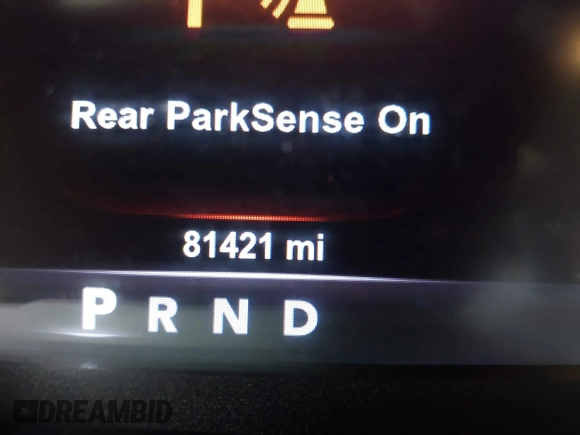 Rear ParkSense On
81421 mi
P R N D
DREAMBID